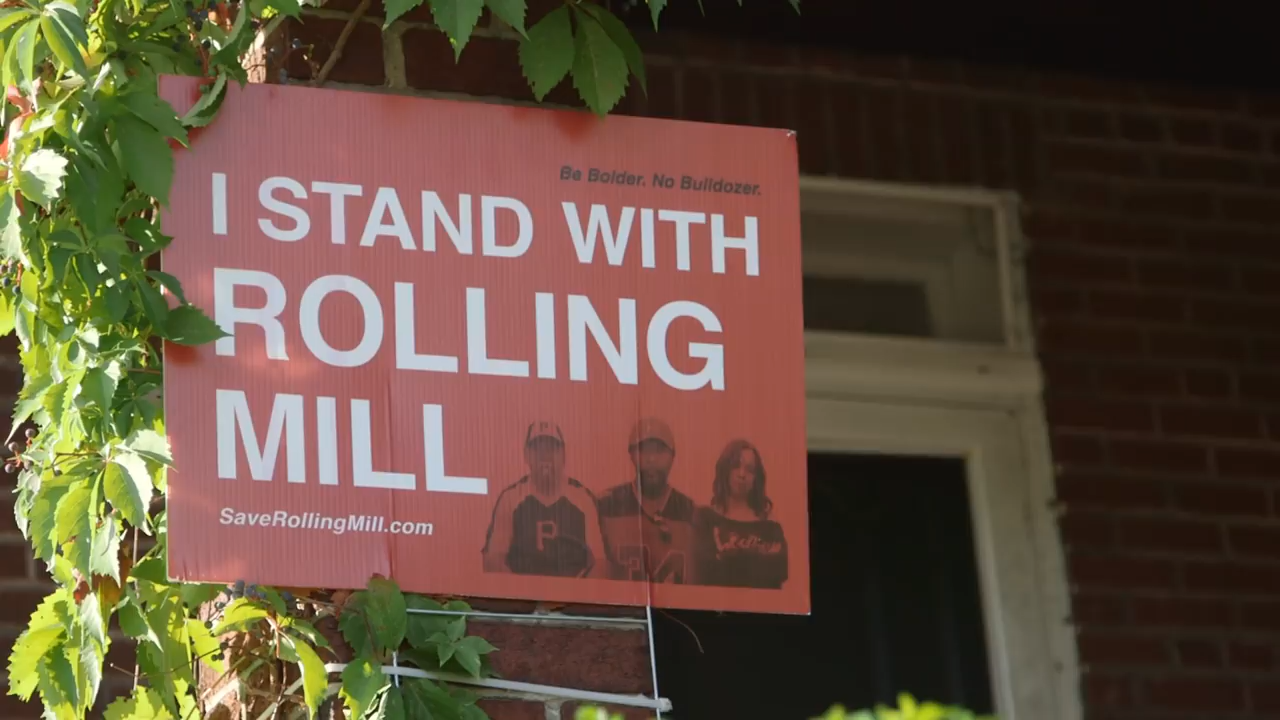 Be Bolder. No Bulldozer.
I STAND WITH
ROLLING
MILL
SaveRollingMill.com
P